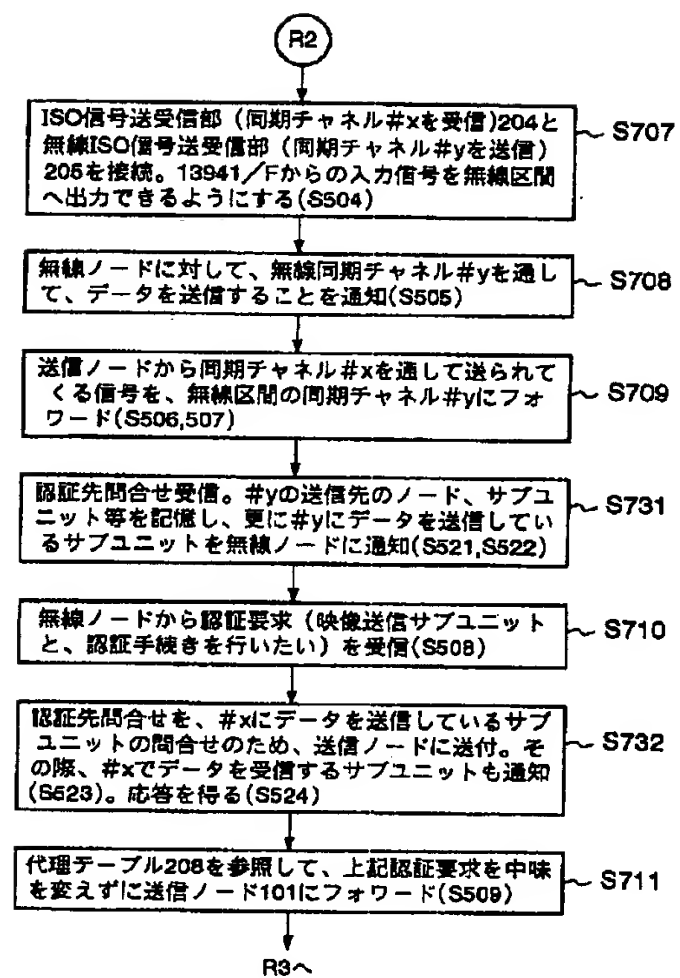 R2
ISO信号送受信部(同期チャネル#xを受信)204と
無線ISO信号送受信部(同期チャネル#yを送信)
205を接続。13941/Fからの入力信号を無線区間
へ出力できるようにする(S504)
S707
無線ノードに対して、無線同期チャネル#yを通し
て、データを送信することを通知(S505)
S708
送信ノードから同期チャネル#xを通して送られて
くる信号を、無線区間の同期チャネル#yにフォ
ワード(S506,507)
S709
認証先問合せ受信。#yの送信先のノード、サブユ
ニット等を記憶し、更に#yにデータを送信してい
るサブユニットを無線ノードに通知(S521,S522)
S731
無線ノードから認証要求(映像送信サブユニット
と、認証手続きを行いたい)を受信(S508)
S710
認証先問合せを、#xにデータを送信しているサブ
ユニットの問合せのため、送信ノードに送付。そ
の際、#xでデータを受信するサブユニットも通知
(S523)。応答を得る(S524)
S732
代理テーブル208を参照して、上記認証要求を中味
を変えずに送信ノード101にフォワード(S509)
S711
R3へ